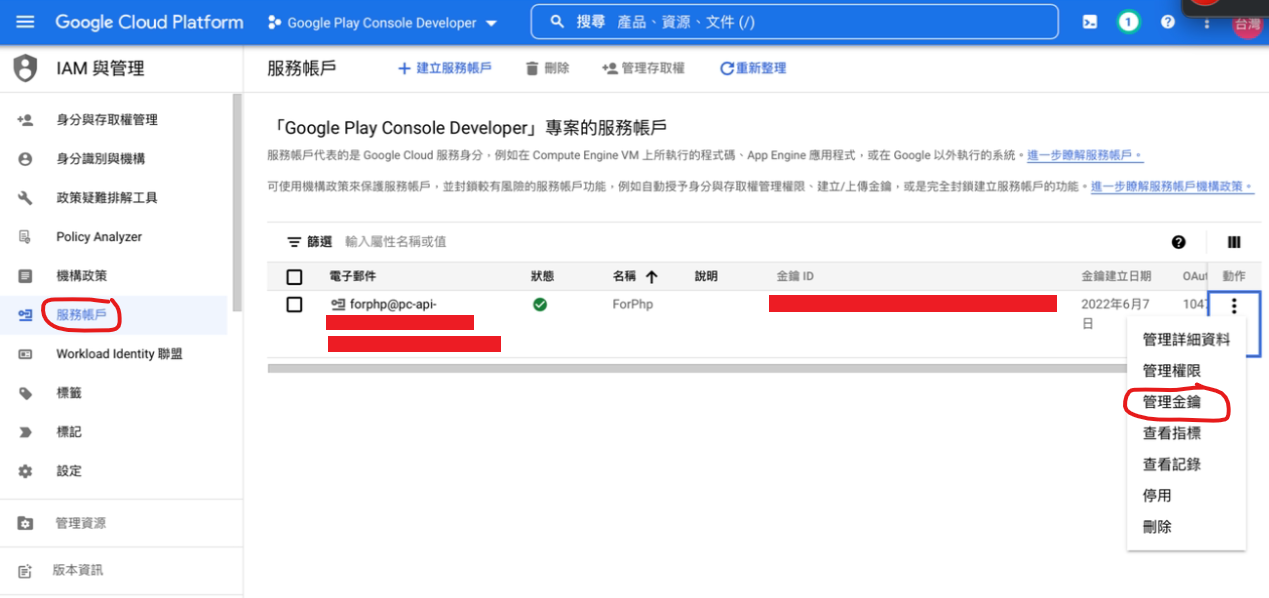 Google Cloud Platform
Google Play Console Developer
搜尋 產品、資源、文件 (/)
1
台灣
IAM 與管理
身分與存取權管理
身分識別與機構
政策疑難排解工具
Policy Analyzer
機構政策
服務帳戶
Workload Identity 聯盟
標籤
標記
設定
管理資源
版本資訊
服務帳戶
建立服務帳戶
刪除
管理存取權
重新整理
「Google Play Console Developer」專案的服務帳戶
服務帳戶代表的是 Google Cloud 服務身分，例如在 Compute Engine VM 上所執行的程式碼、App Engine 應用程式，或在 Google 以外執行的系統。進一步瞭解服務帳戶。
可使用機構政策來保護服務帳戶，並封鎖較有風險的服務帳戶功能，例如自動授予身分與存取權管理權限、建立/上傳金鑰，或是完全封鎖建立服務帳戶的功能。進一步瞭解服務帳戶機構政策。
篩選 輸入屬性名稱或值
電子郵件 狀態 名稱 說明 金鑰 ID 金鑰建立日期 OAut 動作
forphp@pc-api- ForPhp 2022年6月7 1047
日
管理詳細資料
管理權限
管理金鑰
查看指標
查看記錄
停用
刪除